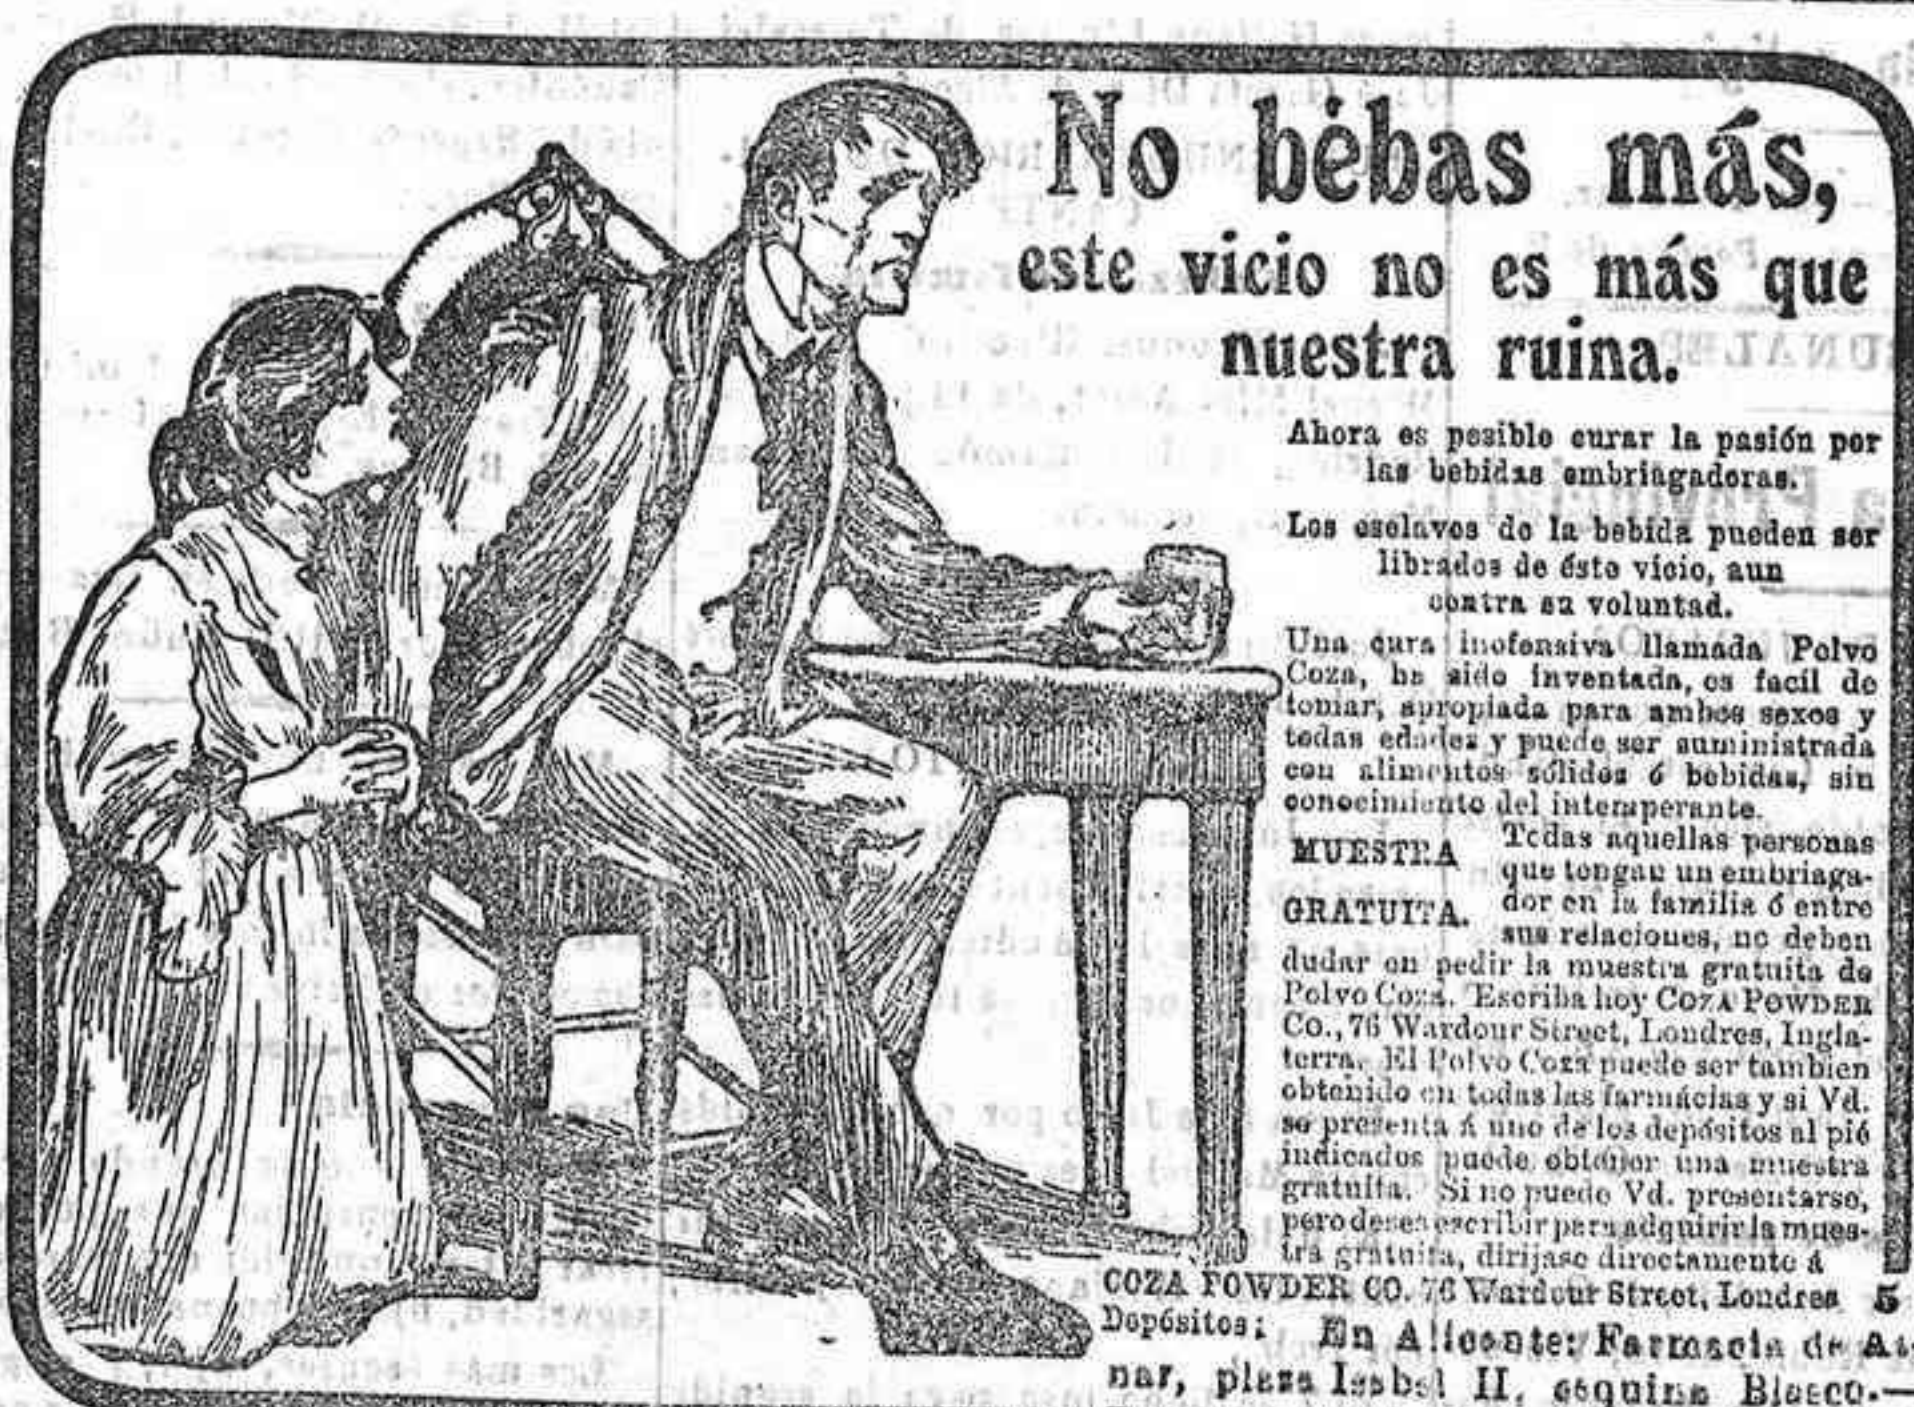 No bébas más,
este vicio no es más que
nuestra ruina.
Ahora es posible curar la pasión por
las bebidas embriagadoras.
Los esclavos de la bebida pueden ser
librados de éste vicio, aun
contra su voluntad.
Una cura inofensiva llamada Polvo
Coza, ha sido inventada, es facil de
tomar, apropiada para ambos sexos y
todas edades y puede ser suministrada
con alimentos sólidos ó bebidas, sin
conocimiento del intemperante.
MUESTRA
GRATUITA.
Todas aquellas personas
que tengan un embriaga-
dor en la familia ó entre
sus relaciones, no deben
dudar en pedir la muestra gratuita de
Polvo Coza. Escriba hoy COZA POWDER
CO., 76 Wardour Street, Londres, Ingla-
terra. El Polvo Coza puede ser tambien
obtenido en todas las farmácias y si Vd.
se presenta á uno de los depósitos al pié
indicados puede obtener una muestra
gratuita. Si no puede Vd. presentarse,
pero desea escribir para adquirir la mues-
tra gratuita, dirijase directamente á
COZA POWDER CO. 76 Wardour Street, Londres 5
Depósitos: En Alicante: Farmacia de Az-
nar, plaza Isabel II, esquina Blasco.—